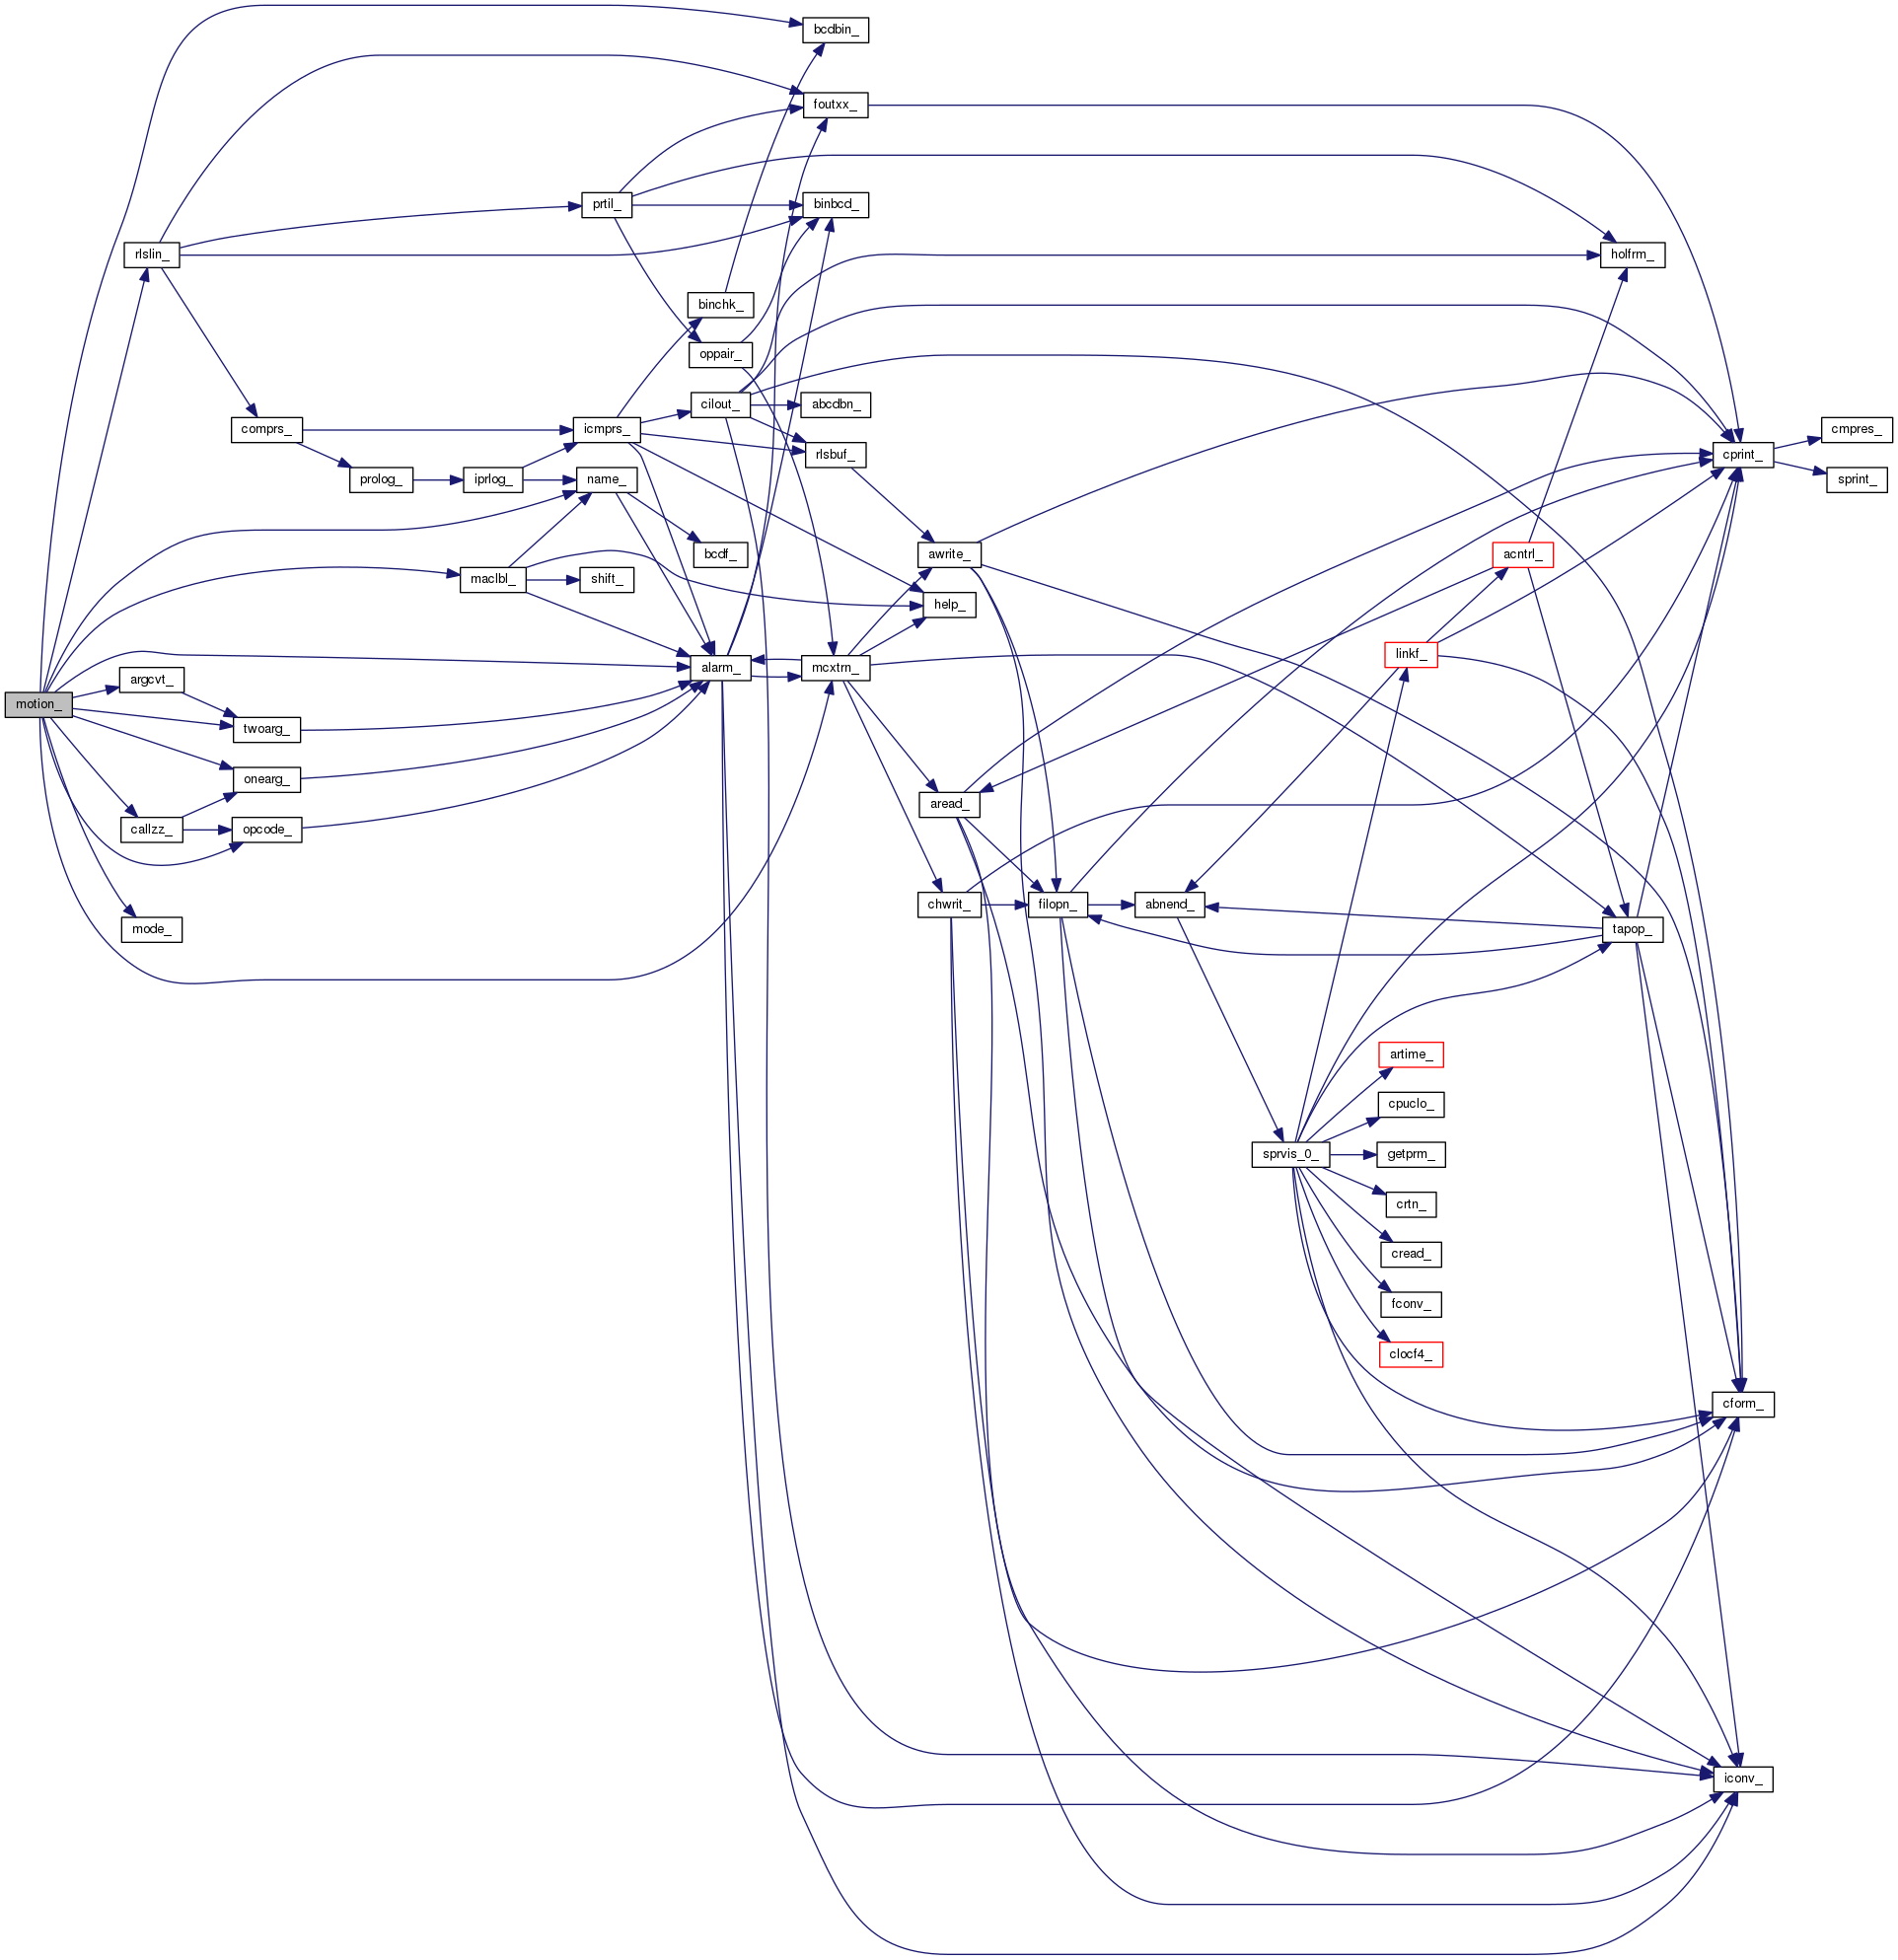 bcdbin_
foutxx_
prtil_
binbcd_
rlslin_
holfrm_
binchk_
oppair_
cilout_
abcdbn_
comprs_
icmprs_
cmpres_
rlsbuf_
cprint_
prolog_
iprlog_
name_
sprint_
bcdf_
awrite_
acntrl_
maclbl_
shift_
help_
linkf_
alarm_
mcxtrn_
argcvt_
motion_
twoarg_
onearg_
aread_
callzz_
opcode_
chwrit_
filopn_
abnend_
mode_
tapop_
artime_
cpuclo_
sprvis_0_
getprm_
crtn_
cread_
fconv_
clocf4_
cform_
iconv_